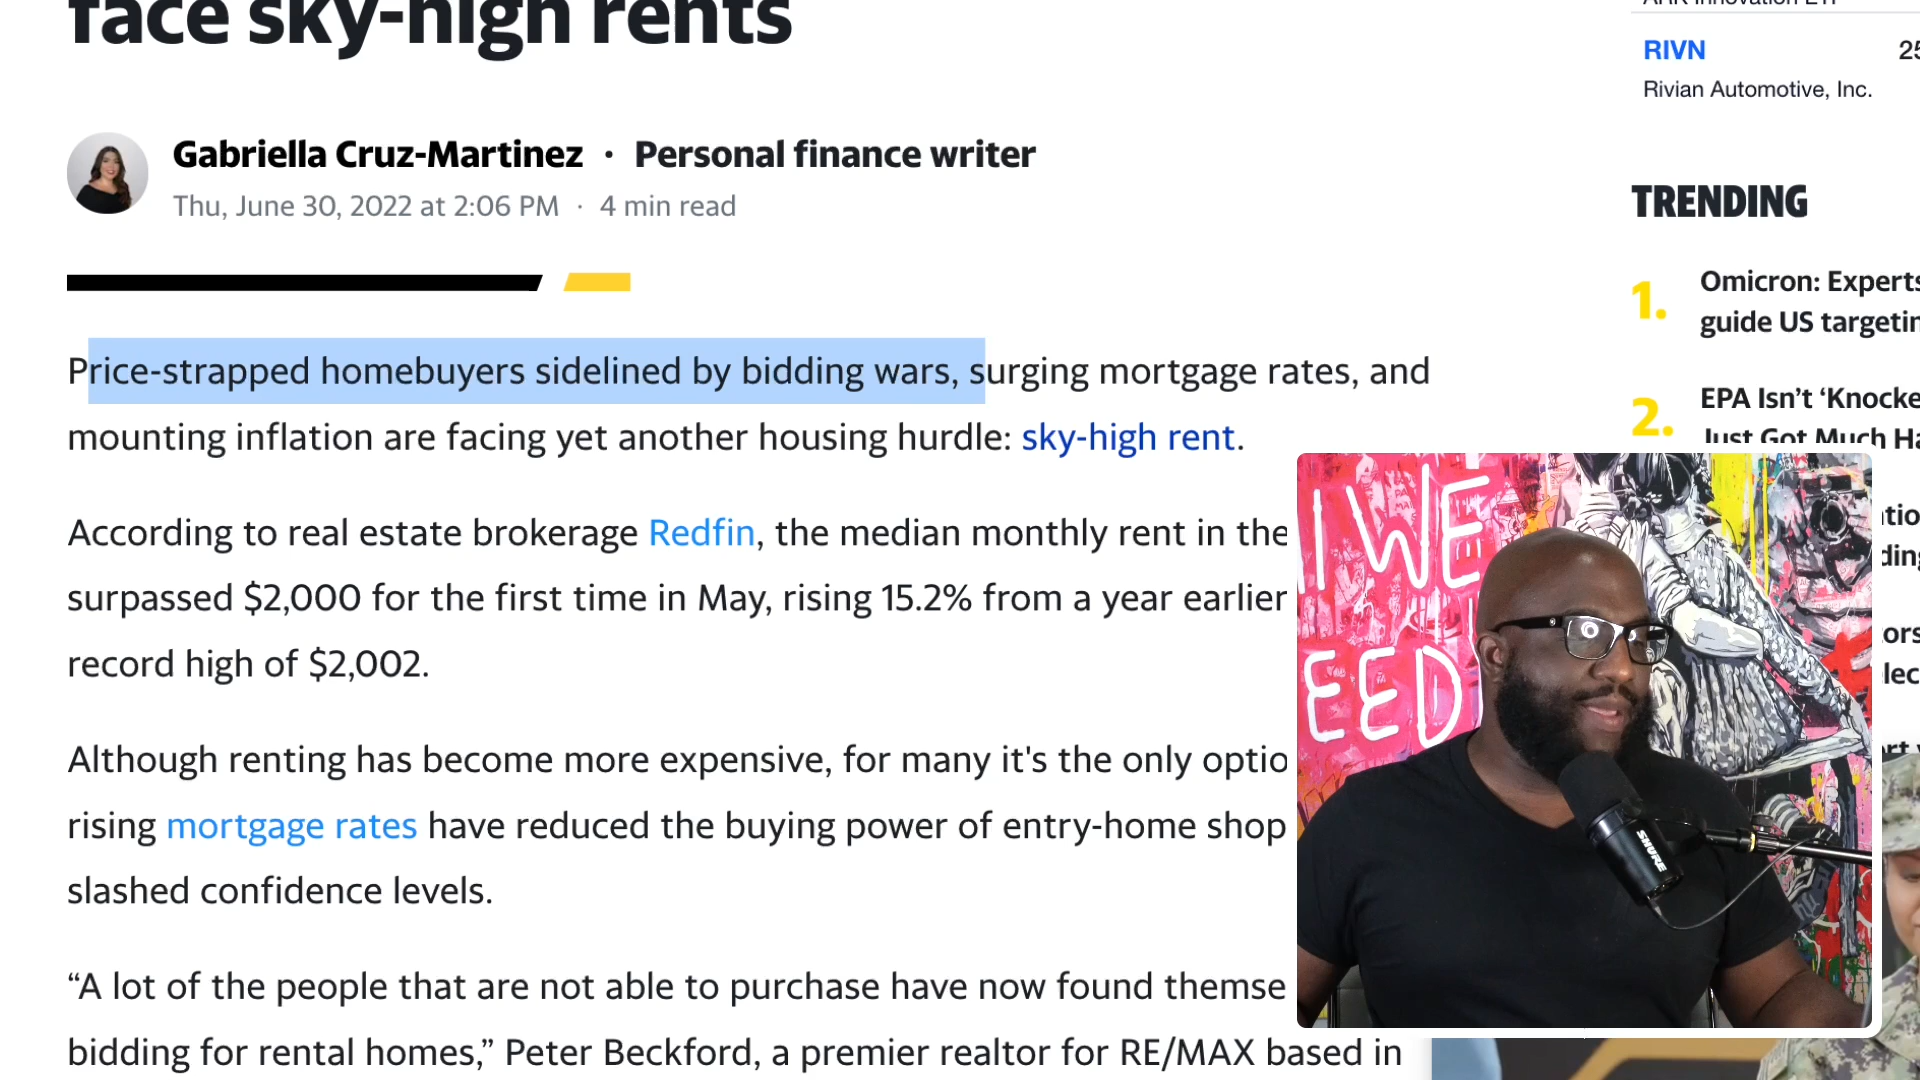 face sky-high rents
Gabriella Cruz-Martinez · Personal finance writer
Thu, June 30, 2022 at 2:06 PM · 4 min read
Price-strapped homebuyers sidelined by bidding wars, surging mortgage rates, and
mounting inflation are facing yet another housing hurdle: sky-high rent.
According to real estate brokerage Redfin, the median monthly rent in the
surpassed $2,000 for the first time in May, rising 15.2% from a year earlier
record high of $2,002.
Although renting has become more expensive, for many it's the only optio
rising mortgage rates have reduced the buying power of entry-home shop
slashed confidence levels.
“A lot of the people that are not able to purchase have now found themse
bidding for rental homes,” Peter Beckford, a premier realtor for RE/MAX based in
ARK Innovation ETF
RIVN 25
Rivian Automotive, Inc.
TRENDING
1. Omicron: Experts
guide US targetin
2. EPA Isn’t ‘Knocke
Just Got Much Ha
WE
EED
SHURE